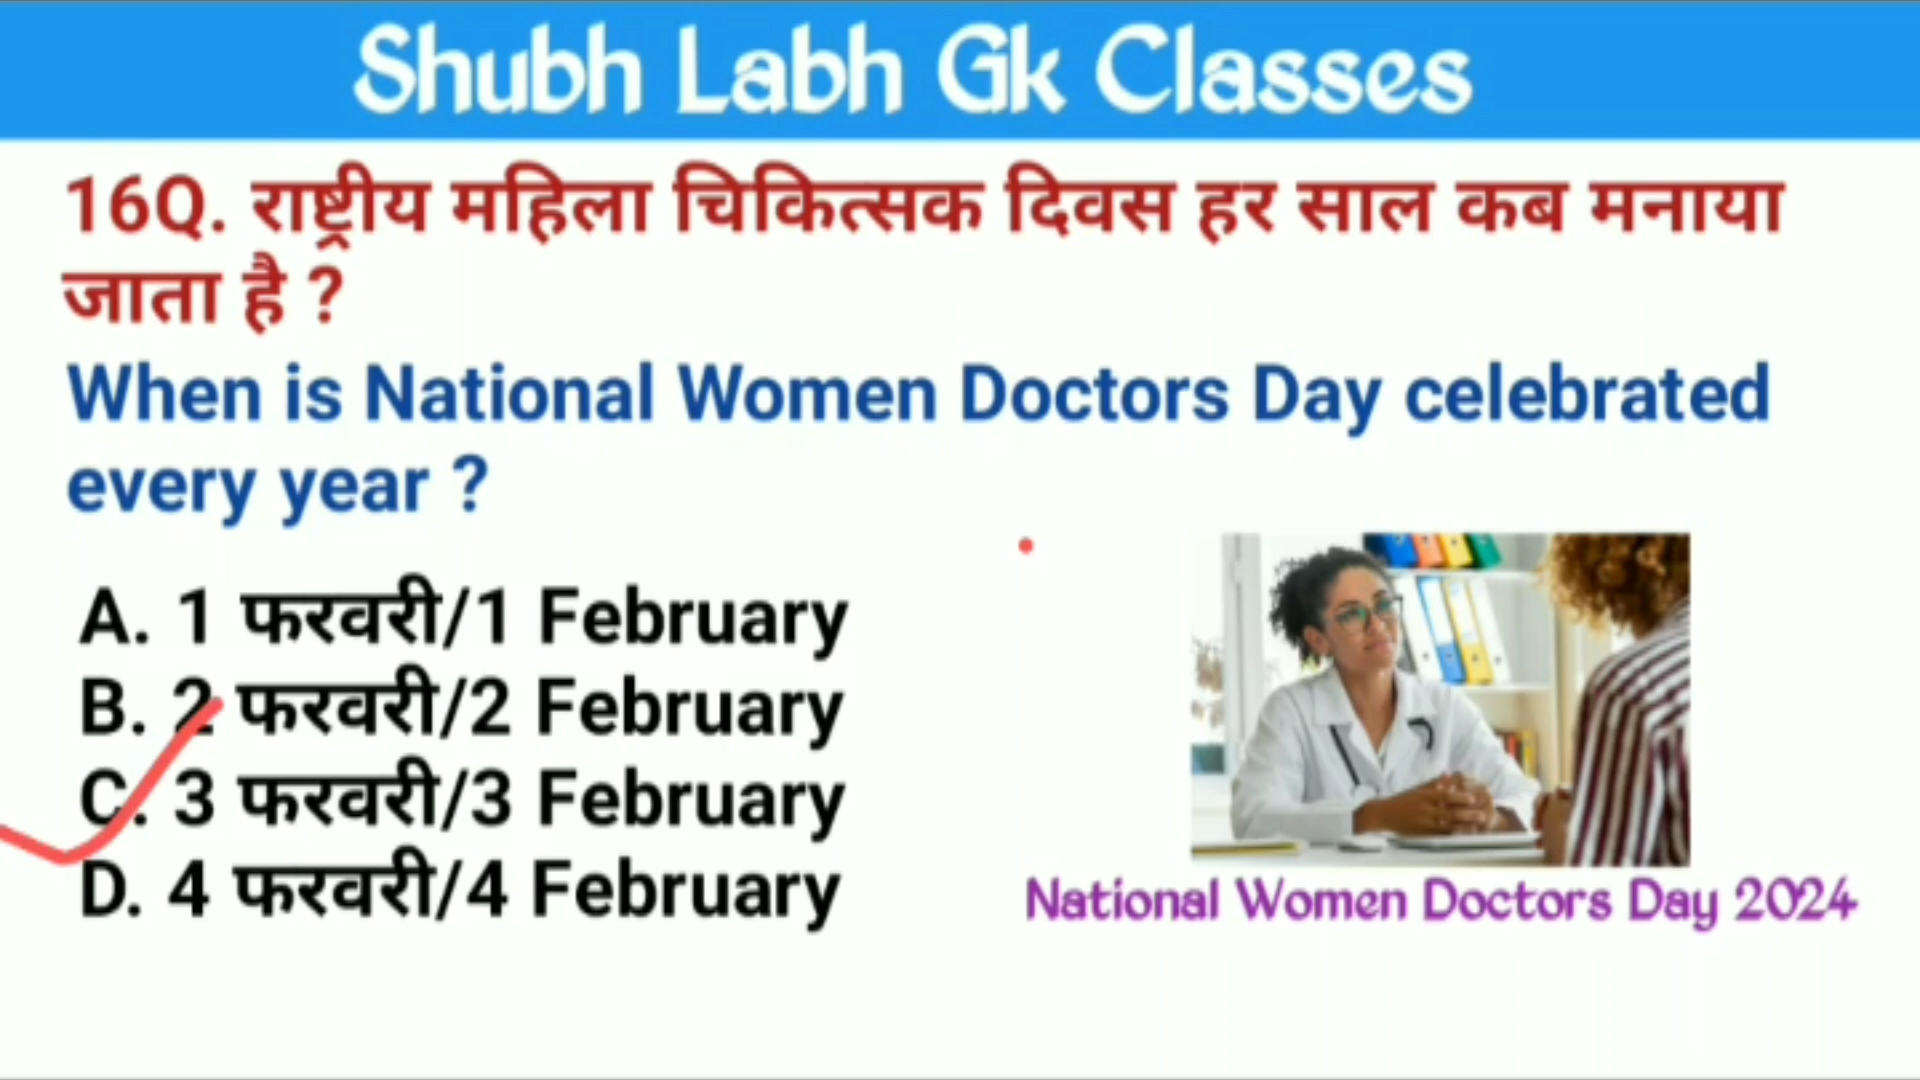 Shubh Labh Gk Classes
16Q. राष्ट्रीय महिला चिकित्सक दिवस हर साल कब मनाया
जाता है ?
When is National Women Doctors Day celebrated
every year ?
A. 1 फरवरी/1 February
B. 2 फरवरी/2 February
C. 3 फरवरी/3 February
D. 4 फरवरी/4 February
National Women Doctors Day 2024